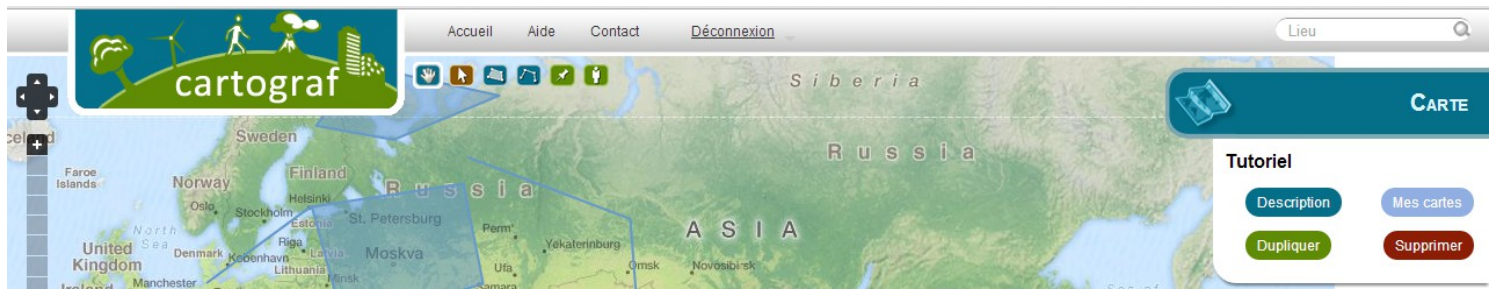 Accueil Aide Contact Déconnexion Lieu
cartograf
Siberia
CARTE
Sweden
Russia
Faroe
Islands
Norway
Finland
Russia
Tutoriel
Oslo
Helsinki
Stockholm
Estonia
St. Petersburg
Description Mes cartes
North
Sea
Perm'
ASIA
United
Kingdom
Denmark
København
Riga
Latvia
Moskva
Yekaterinburg
Dupliquer Supprimer
Lithuania
Ufa
Omsk
Novosibirsk
Manchester
Minsk
Samara
Ireland